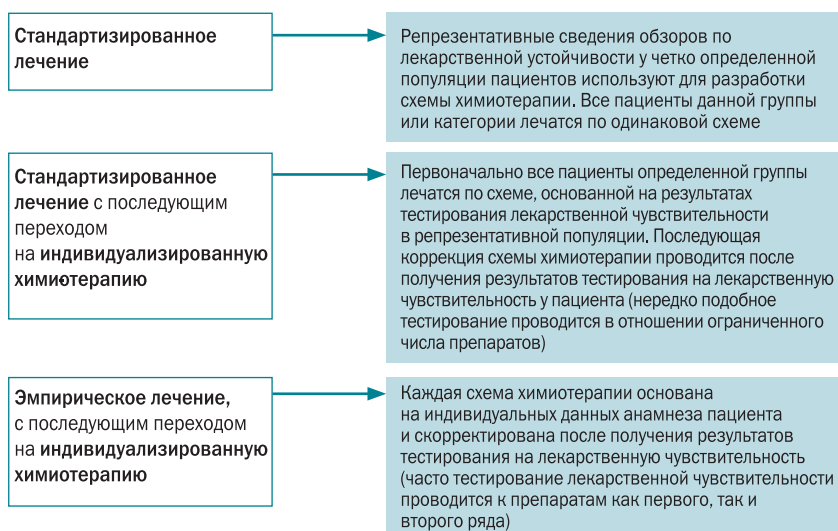 Стандартизированное
лечение
Репрезентативные сведения обзоров по
лекарственной устойчивости у четко определенной
популяции пациентов используют для разработки
схемы химиотерапии. Все пациенты данной группы
или категории лечатся по одинаковой схеме
Стандартизированное
лечение с последующим
переходом
на индивидуализированную
химиотерапию
Первоначально все пациенты определенной группы
лечатся по схеме, основанной на результатах
тестирования лекарственной чувствительности
в репрезентативной популяции. Последующая
коррекция схемы химиотерапии проводится после
получения результатов тестирования на лекарственную
чувствительность у пациента (нередко подобное
тестирование проводится в отношении ограниченного
числа препаратов)
Эмпирическое лечение,
с последующим переходом
на индивидуализированную
химиотерапию
Каждая схема химиотерапии основана
на индивидуальных данных анамнеза пациента
и скорректирована после получения результатов
тестирования на лекарственную чувствительность
(часто тестирование лекарственной чувствительности
проводится к препаратам как первого, так и
второго ряда)